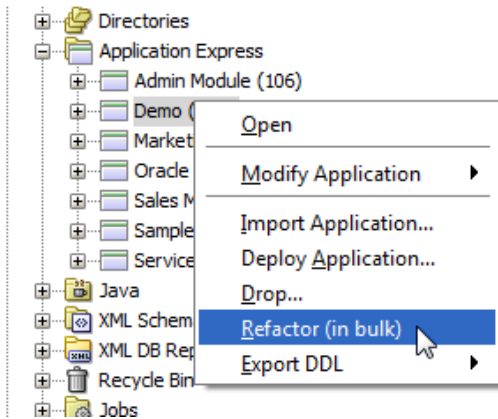 Directories
Application Express
Admin Module (106)
Demo (
Open
Market
Modify Application
Oracle
Sales M
Import Application...
Sample
Deploy Application...
Service
Drop...
Java
Refactor (in bulk)
XML Schem
XML DB Rep
Export DDL
Recycle Bin
Jobs